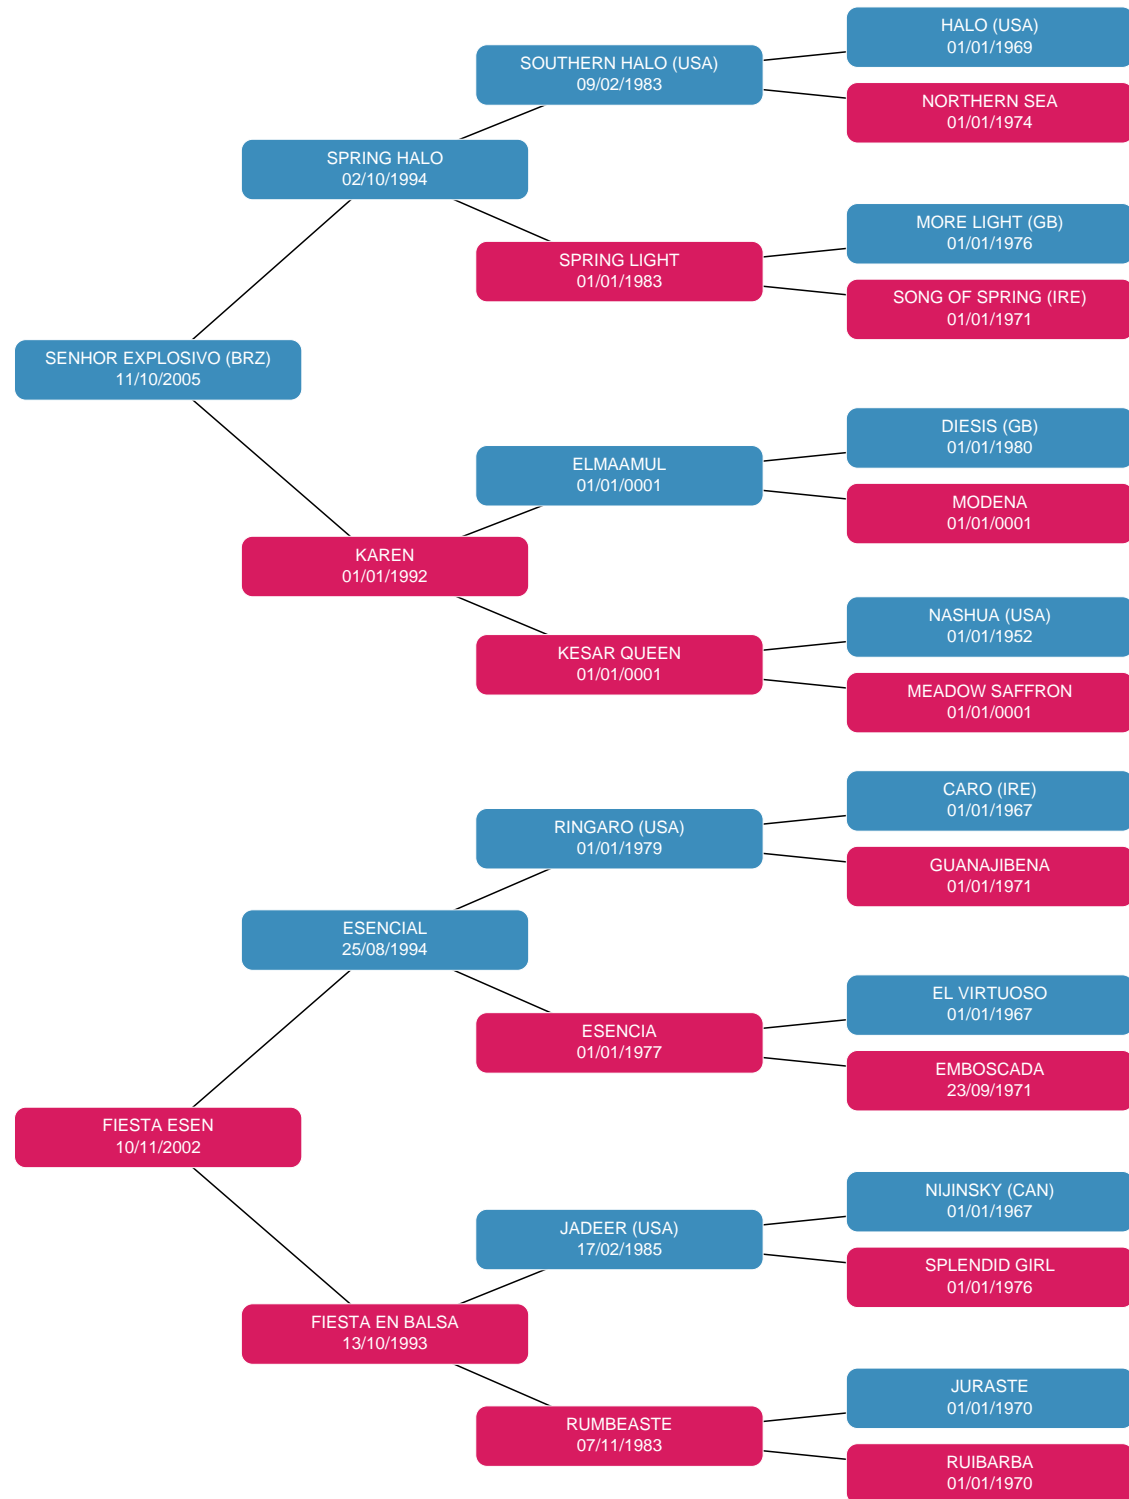 HALO (USA)
01/01/1969
SOUTHERN HALO (USA)
09/02/1983
NORTHERN SEA
01/01/1974
SPRING HALO
02/10/1994
MORE LIGHT (GB)
01/01/1976
SPRING LIGHT
01/01/1983
SONG OF SPRING (IRE)
01/01/1971
SENHOR EXPLOSIVO (BRZ)
11/10/2005
DIESIS (GB)
01/01/1980
ELMAAMUL
01/01/0001
MODENA
01/01/0001
KAREN
01/01/1992
NASHUA (USA)
01/01/1952
KESAR QUEEN
01/01/0001
MEADOW SAFFRON
01/01/0001
CARO (IRE)
01/01/1967
RINGARO (USA)
01/01/1979
GUANAJIBENA
01/01/1971
ESENCIAL
25/08/1994
EL VIRTUOSO
01/01/1967
ESENCIA
01/01/1977
EMBOSCADA
23/09/1971
FIESTA ESEN
10/11/2002
NIJINSKY (CAN)
01/01/1967
JADEER (USA)
17/02/1985
SPLENDID GIRL
01/01/1976
FIESTA EN BALSA
13/10/1993
JURASTE
01/01/1970
RUMBEASTE
07/11/1983
RUIBARBA
01/01/1970